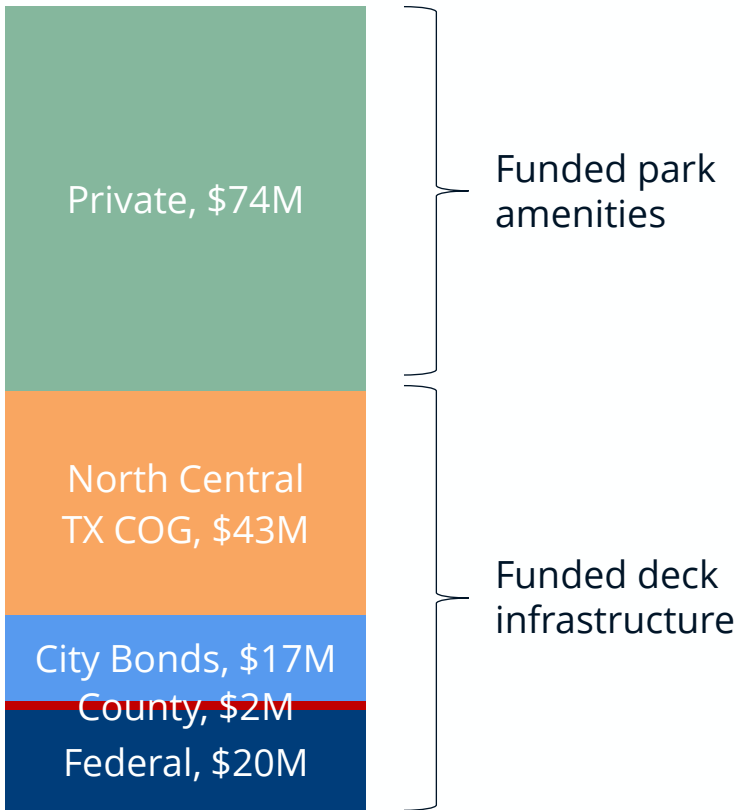 Private, $74M
Funded park
amenities
North Central
TX COG, $43M
Funded deck
infrastructure
City Bonds, $17M
County, $2M
Federal, $20M